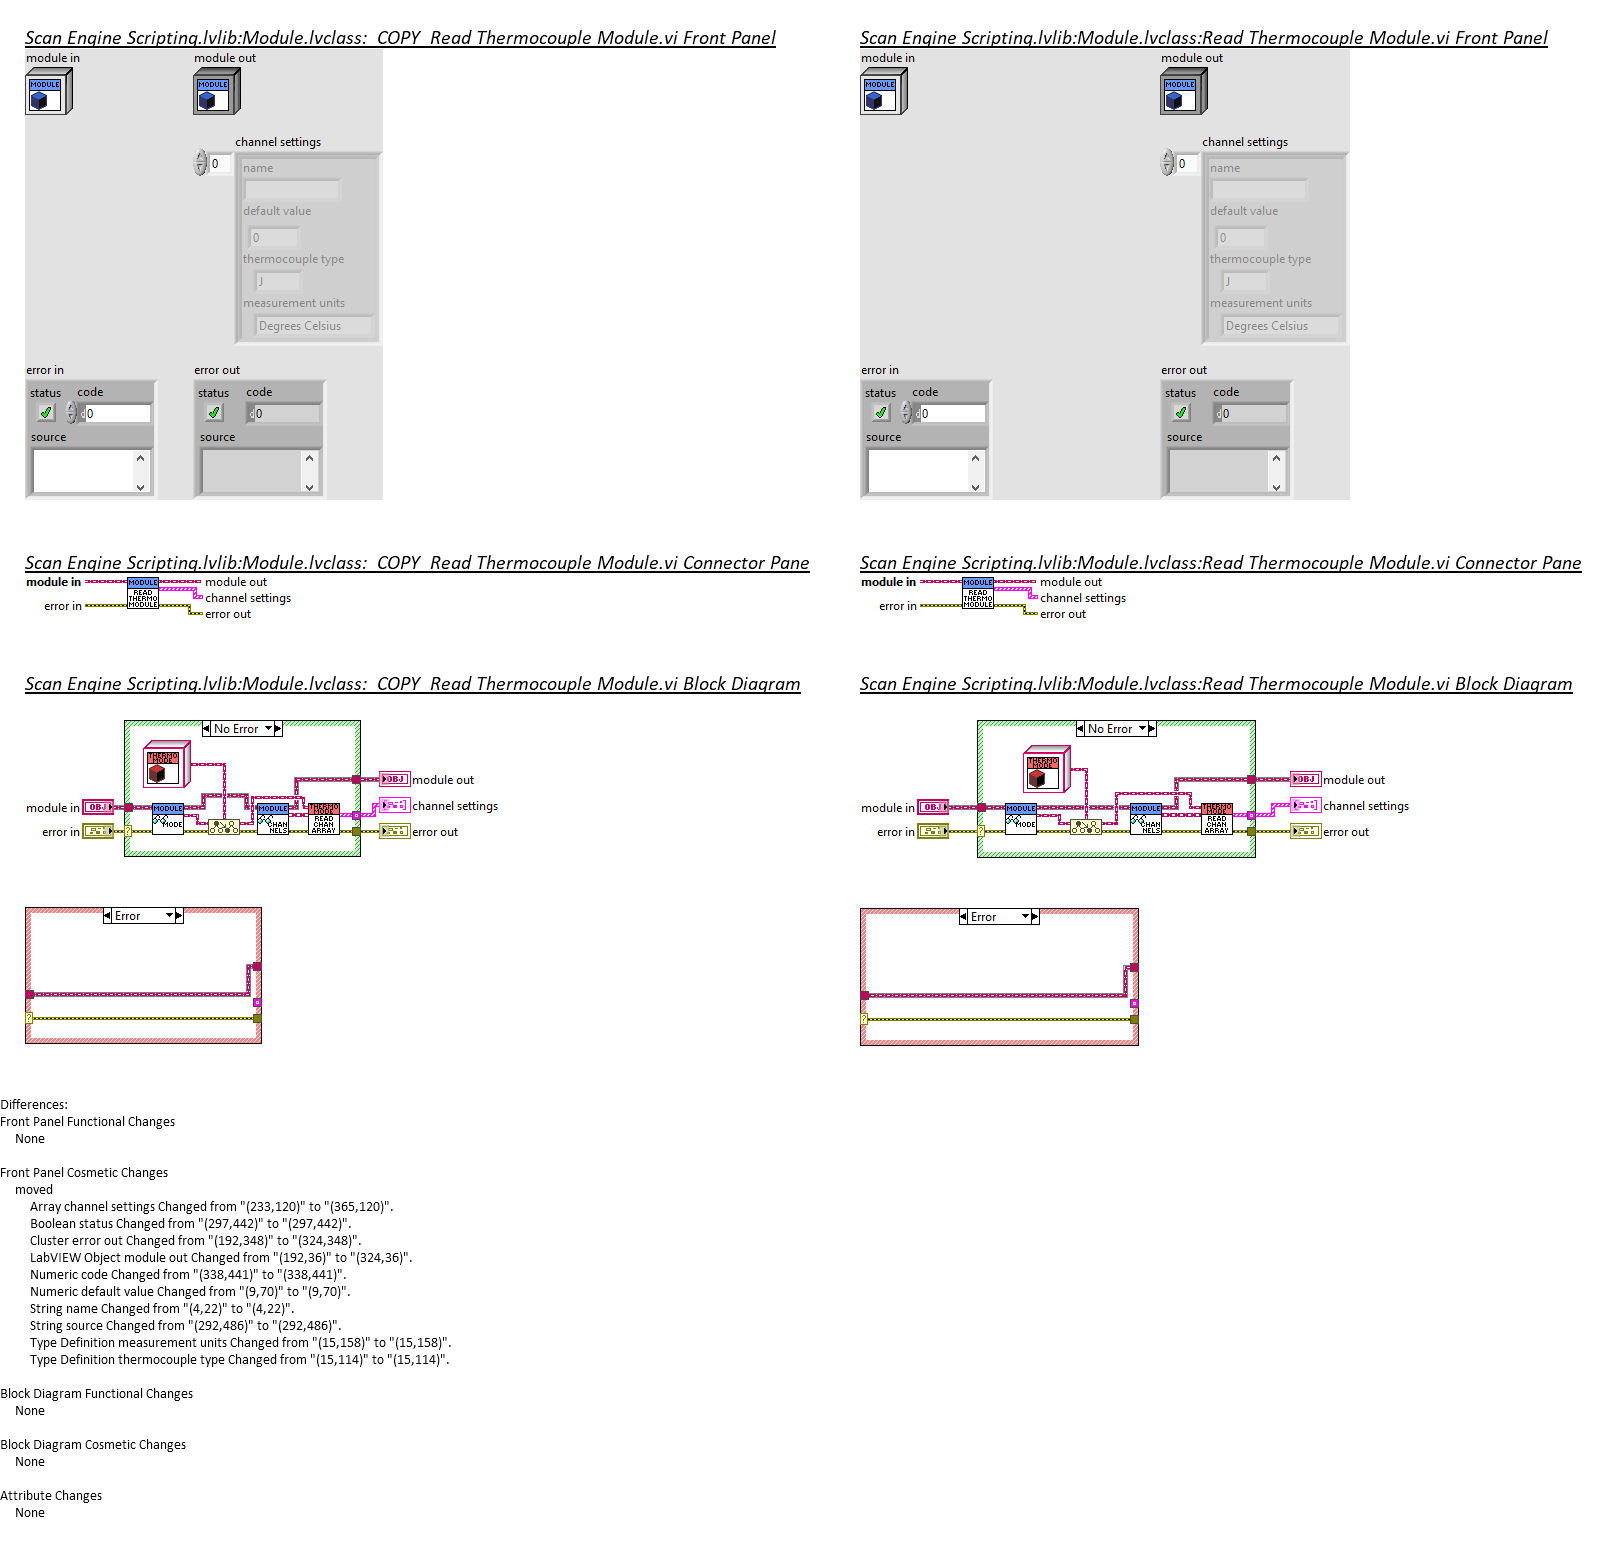 Scan Engine Scripting.lvlib:Module.lvclass:_COPY_Read Thermocouple Module.vi Front Panel
module in
module out
MODULE
MODULE
channel settings
0
name
default value
0
thermocouple type
J
measurement units
Degrees Celsius
error in
error out
status code
status code
0
0
source
source
Scan Engine Scripting.lvlib:Module.lvclass:Read Thermocouple Module.vi Front Panel
module in
module out
MODULE
MODULE
channel settings
0
name
default value
0
thermocouple type
J
measurement units
Degrees Celsius
error in
error out
status code
status code
0
0
source
source
Scan Engine Scripting.lvlib:Module.lvclass:_COPY_Read Thermocouple Module.vi Connector Pane
module in
MODULE
READ
THERMO
MODULE
module out
channel settings
error in
error out
Scan Engine Scripting.lvlib:Module.lvclass:Read Thermocouple Module.vi Connector Pane
module in
MODULE
READ
THERMO
MODULE
module out
channel settings
error in
error out
Scan Engine Scripting.lvlib:Module.lvclass:_COPY_Read Thermocouple Module.vi Block Diagram
No Error
THERMO
MODE
OBJ
module out
module in
OBJ
MODULE
MODE
MODULE
CHAN
NELS
THERMO
MODE
READ
CHAN
ARRAY
channel settings
error in
?
error out
Error
?
Scan Engine Scripting.lvlib:Module.lvclass:Read Thermocouple Module.vi Block Diagram
No Error
THERMO
MODE
OBJ
module out
module in
OBJ
MODULE
MODE
MODULE
CHAN
NELS
THERMO
MODE
READ
CHAN
ARRAY
channel settings
error in
?
error out
Error
?
Differences:
Front Panel Functional Changes
None
Front Panel Cosmetic Changes
moved
Array channel settings Changed from "(233,120)" to "(365,120)".
Boolean status Changed from "(297,442)" to "(297,442)".
Cluster error out Changed from "(192,348)" to "(324,348)".
LabVIEW Object module out Changed from "(192,36)" to "(324,36)".
Numeric code Changed from "(338,441)" to "(338,441)".
Numeric default value Changed from "(9,70)" to "(9,70)".
String name Changed from "(4,22)" to "(4,22)".
String source Changed from "(292,486)" to "(292,486)".
Type Definition measurement units Changed from "(15,158)" to "(15,158)".
Type Definition thermocouple type Changed from "(15,114)" to "(15,114)".
Block Diagram Functional Changes
None
Block Diagram Cosmetic Changes
None
Attribute Changes
None